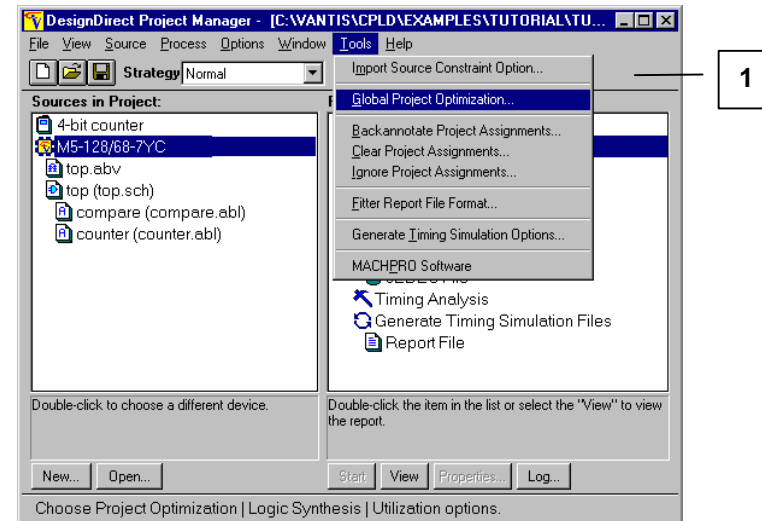 DesignDirect Project Manager - [C:\VANTIS\CPLD\EXAMPLES\TUTORIAL\TU...
File View Source Process Options Window Tools Help
Strategy Normal
Import Source Constraint Option...
1
Sources in Project:
Global Project Optimization...
4-bit counter
Backannotate Project Assignments...
M5-128/68-7YC
Clear Project Assignments...
top.abv
Ignore Project Assignments...
top (top.sch)
Fitter Report File Format...
compare (compare.abl)
counter (counter.abl)
Generate Timing Simulation Options...
MACHPRO Software
JEDEC File
Timing Analysis
Generate Timing Simulation Files
Report File
Double-click to choose a different device.
Double-click the item in the list or select the "View" to view
the report.
New... Open... Start View Properties... Log...
Choose Project Optimization | Logic Synthesis | Utilization options.